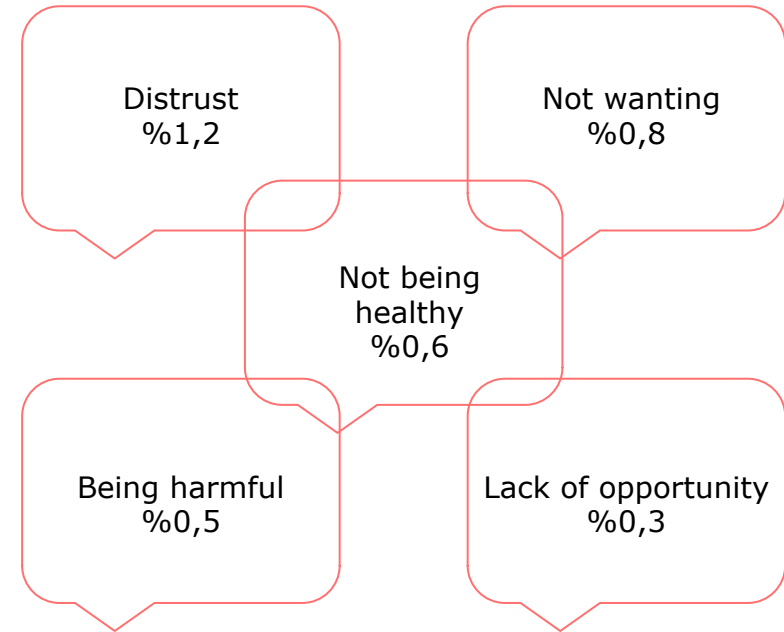 Distrust
%1,2
Not wanting
%0,8
Not being
healthy
%0,6
Being harmful
%0,5
Lack of opportunity
%0,3